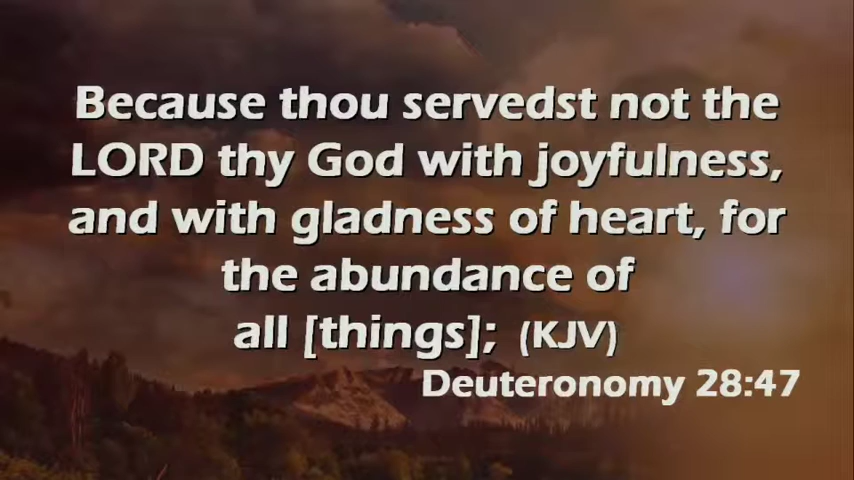 Because thou servedst not the
LORD thy God with joyfulness,
and with gladness of heart, for
the abundance of
all [things]; (KJV)
Deuteronomy 28:47